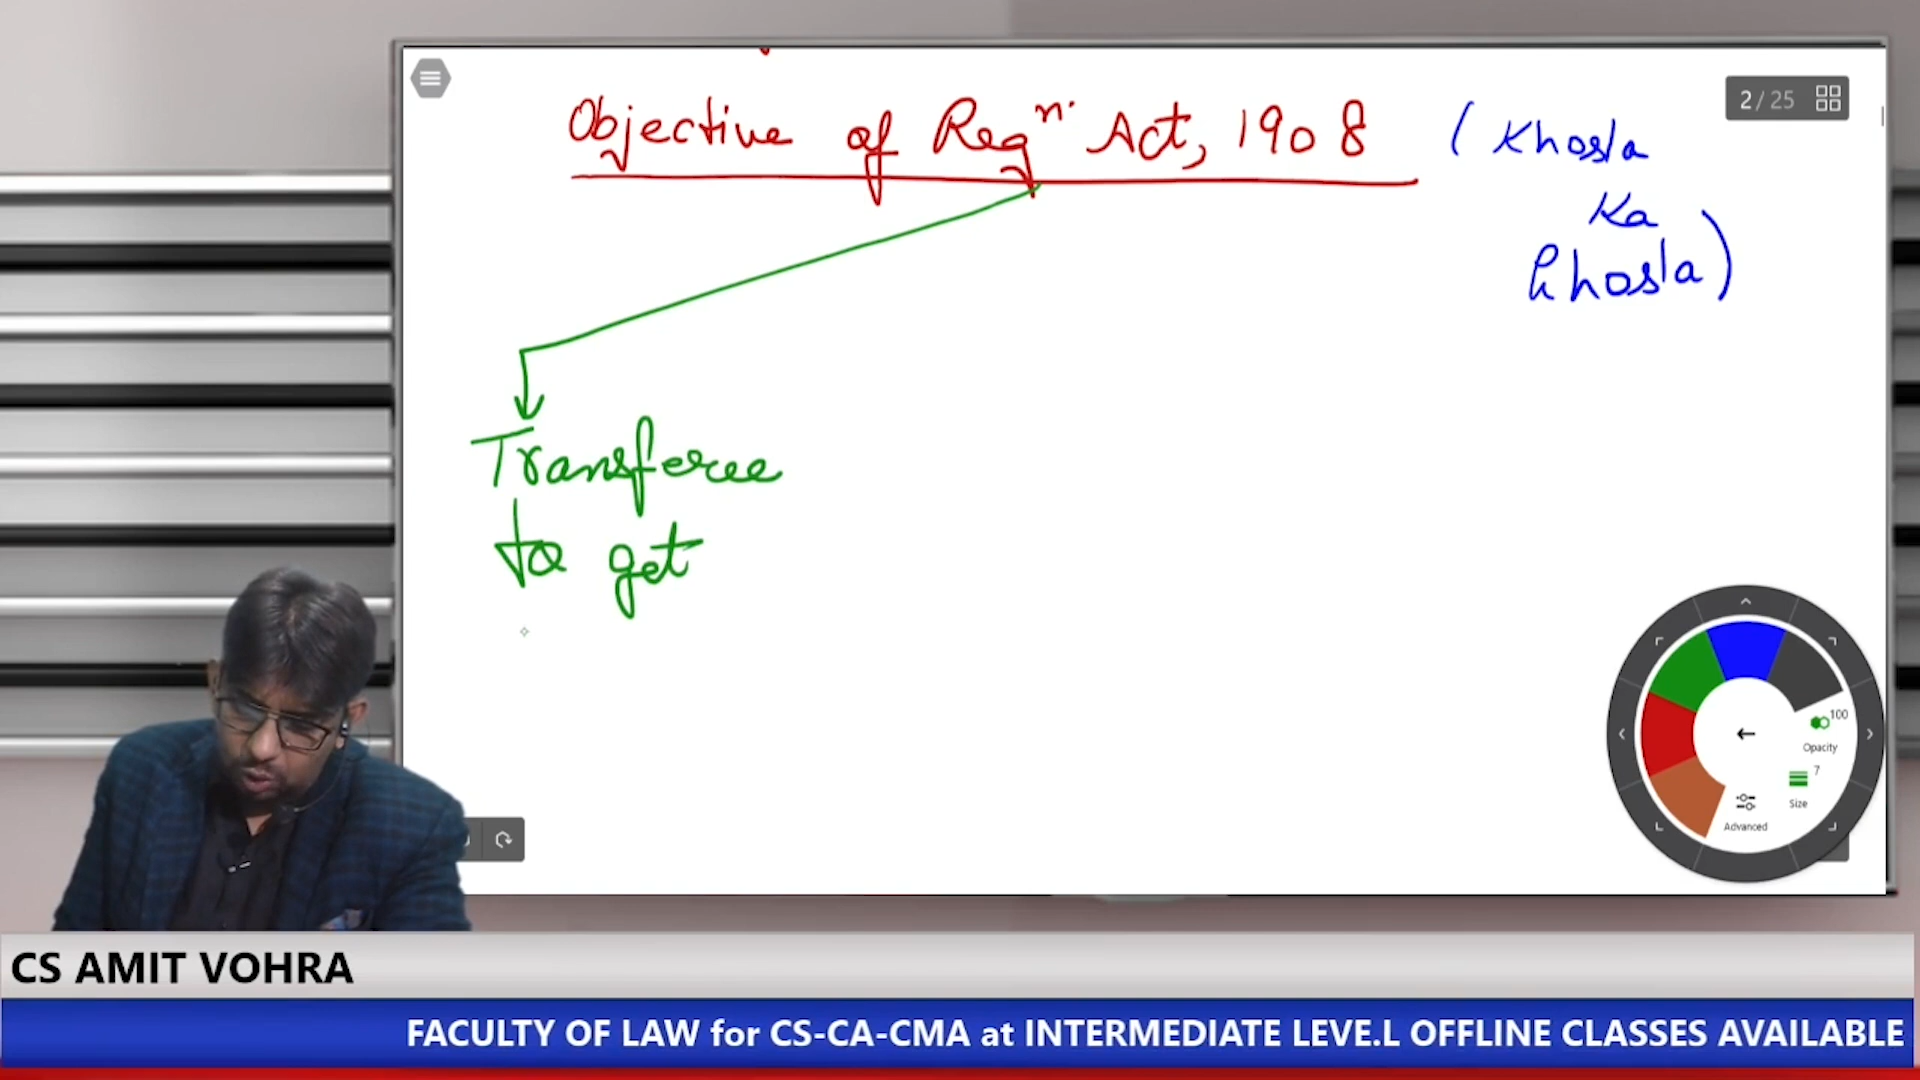 Objective of Regn. Act, 1908 (Khosla
Ka
Ghosla)
2 / 25
Transferee
to get
100
Opacity
7
Size
Advanced
CS AMIT VOHRA
FACULTY OF LAW for CS-CA-CMA at INTERMEDIATE LEVE.L OFFLINE CLASSES AVAILABLE